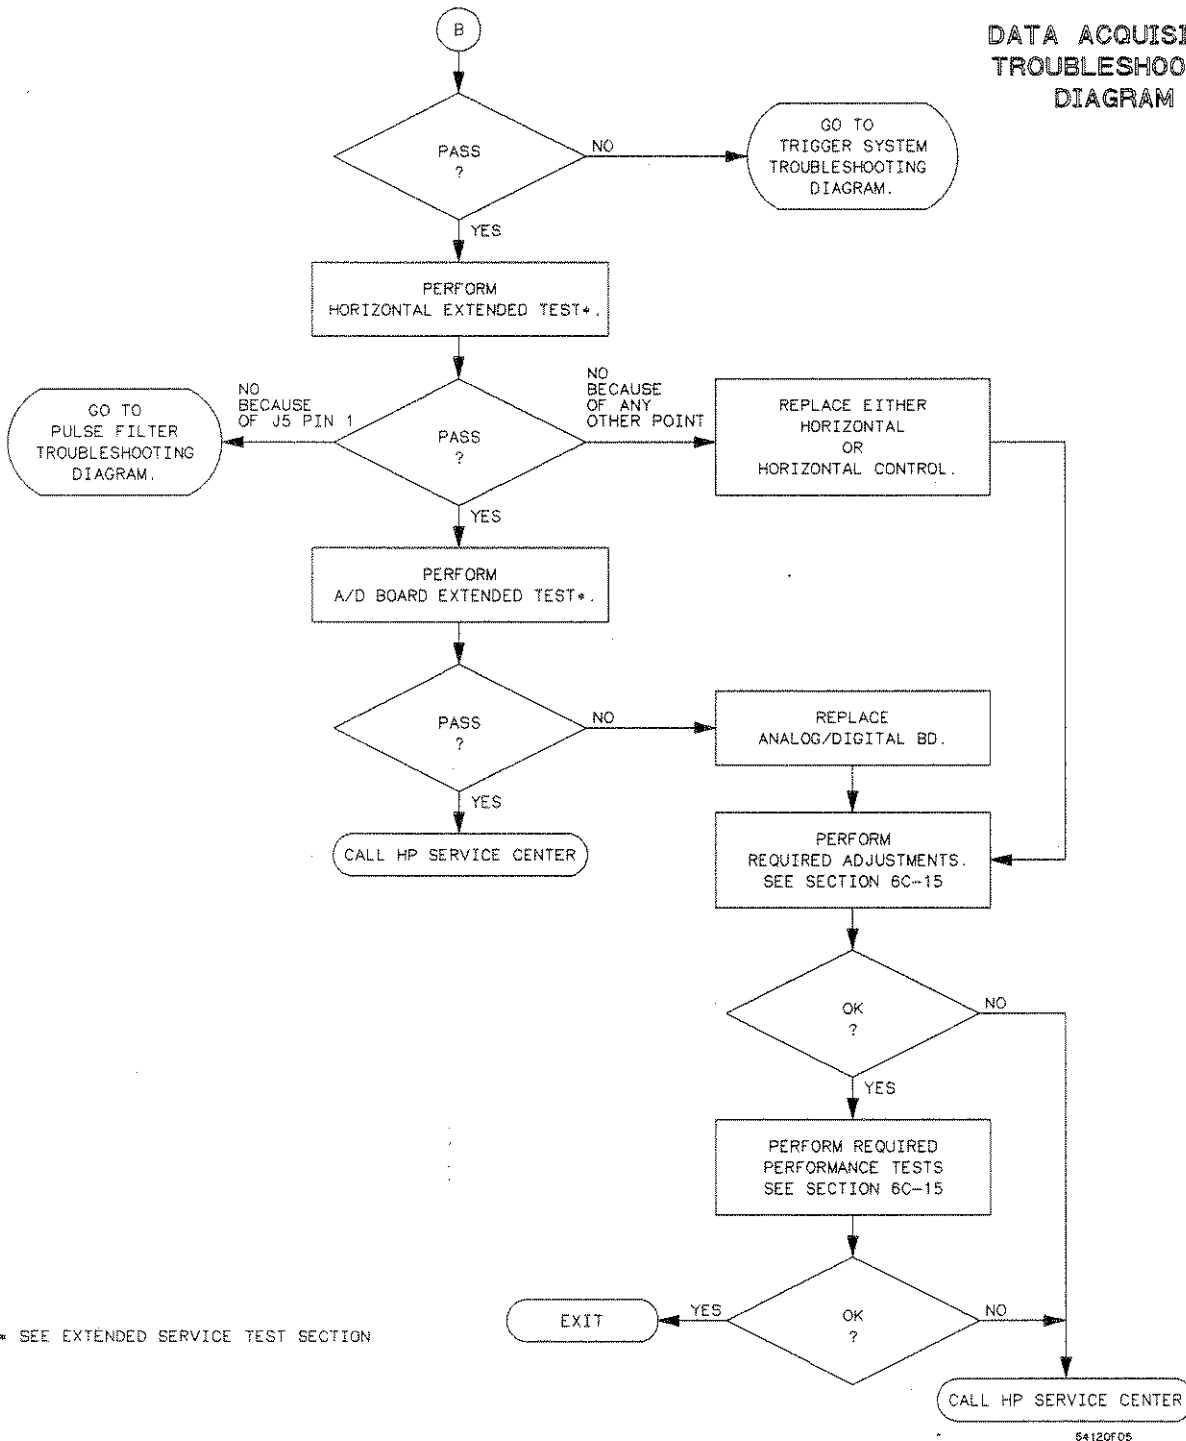 B
DATA ACQUISI
TROUBLESHOO
DIAGRAM
PASS
?
NO
GO TO
TRIGGER SYSTEM
TROUBLESHOOTING
DIAGRAM.
YES
PERFORM
HORIZONTAL EXTENDED TEST*.
GO TO
PULSE FILTER
TROUBLESHOOTING
DIAGRAM.
NO
BECAUSE
OF J5 PIN 1
PASS
?
NO
BECAUSE
OF ANY
OTHER POINT
REPLACE EITHER
HORIZONTAL
OR
HORIZONTAL CONTROL.
YES
PERFORM
A/D BOARD EXTENDED TEST*.
PASS
?
NO
REPLACE
ANALOG/DIGITAL BD.
YES
CALL HP SERVICE CENTER
PERFORM
REQUIRED ADJUSTMENTS.
SEE SECTION 6C-15
OK
?
NO
YES
PERFORM REQUIRED
PERFORMANCE TESTS
SEE SECTION 6C-15
EXIT
YES
OK
?
NO
* SEE EXTENDED SERVICE TEST SECTION
CALL HP SERVICE CENTER
54120F05